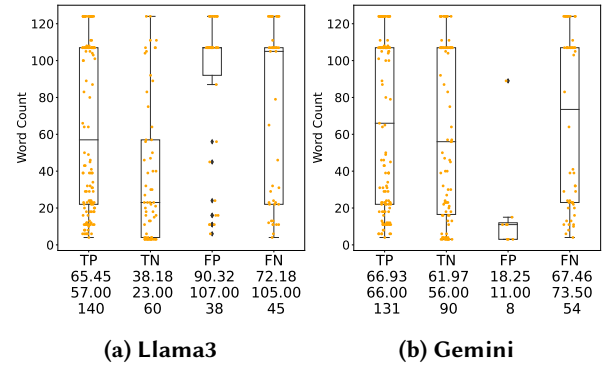 Word Count
120
100
80
60
40
20
0
TP TN FP FN
65.45 38.18 90.32 72.18
57.00 23.00 107.00 105.00
140 60 38 45
(a) Llama3
Word Count
120
100
80
60
40
20
0
TP TN FP FN
66.93 61.97 18.25 67.46
66.00 56.00 11.00 73.50
131 90 8 54
(b) Gemini